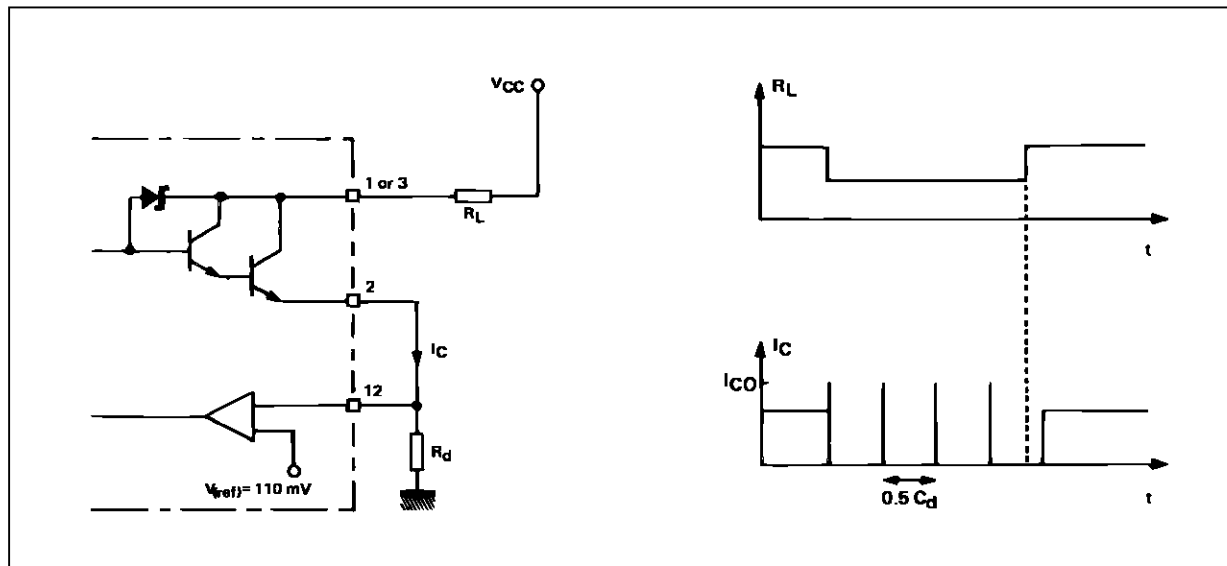 VCC
1 or 3
RL
2
IC
12
Rd
V(ref) = 110 mV
RL
t
IC
ICO
0.5 Cd
t